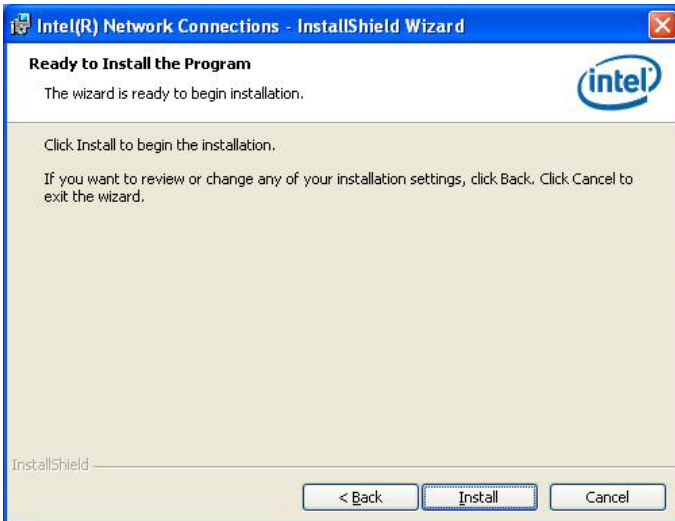 Intel(R) Network Connections - InstallShield Wizard
Ready to Install the Program
The wizard is ready to begin installation.
intel
Click Install to begin the installation.
If you want to review or change any of your installation settings, click Back. Click Cancel to
exit the wizard.
InstallShield
< Back
Install
Cancel